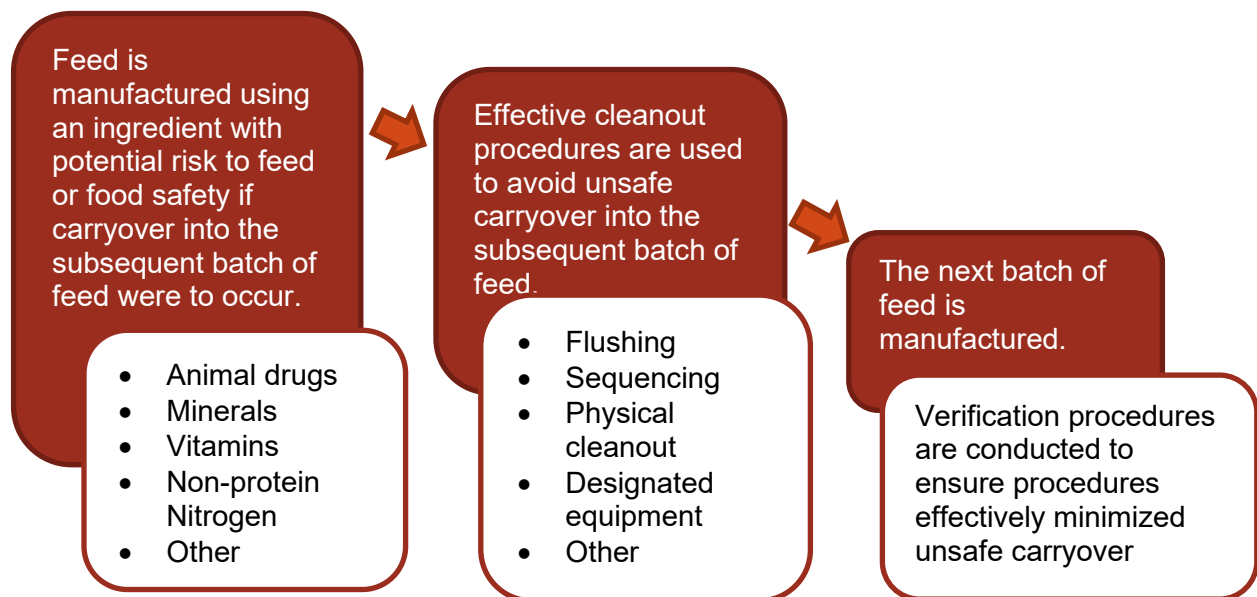 Feed is
manufactured using
an ingredient with
potential risk to feed
or food safety if
carryover into the
subsequent batch of
feed were to occur.
• Animal drugs
• Minerals
• Vitamins
• Non-protein
Nitrogen
• Other
Effective cleanout
procedures are used
to avoid unsafe
carryover into the
subsequent batch of
feed.
• Flushing
• Sequencing
• Physical
cleanout
• Designated
equipment
• Other
The next batch of
feed is
manufactured.
Verification procedures
are conducted to
ensure procedures
effectively minimized
unsafe carryover